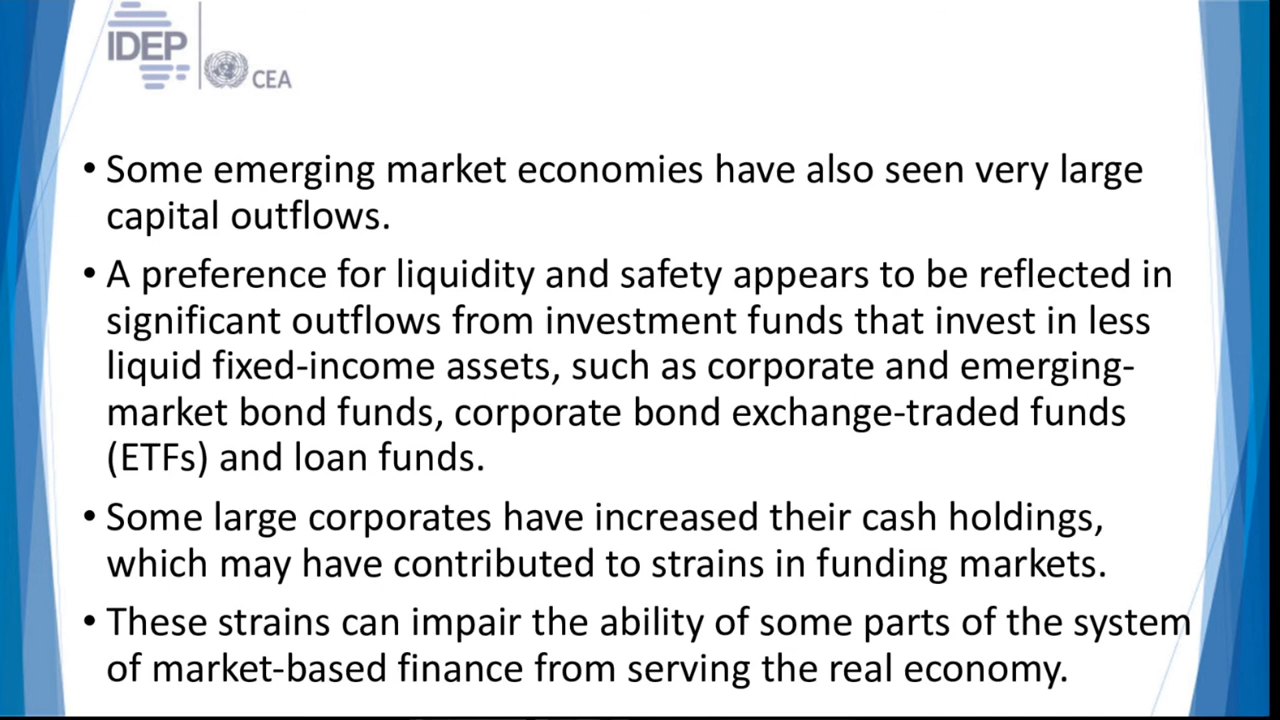 IDEP
CEA
• Some emerging market economies have also seen very large
capital outflows.
• A preference for liquidity and safety appears to be reflected in
significant outflows from investment funds that invest in less
liquid fixed-income assets, such as corporate and emerging-
market bond funds, corporate bond exchange-traded funds
(ETFs) and loan funds.
• Some large corporates have increased their cash holdings,
which may have contributed to strains in funding markets.
• These strains can impair the ability of some parts of the system
of market-based finance from serving the real economy.